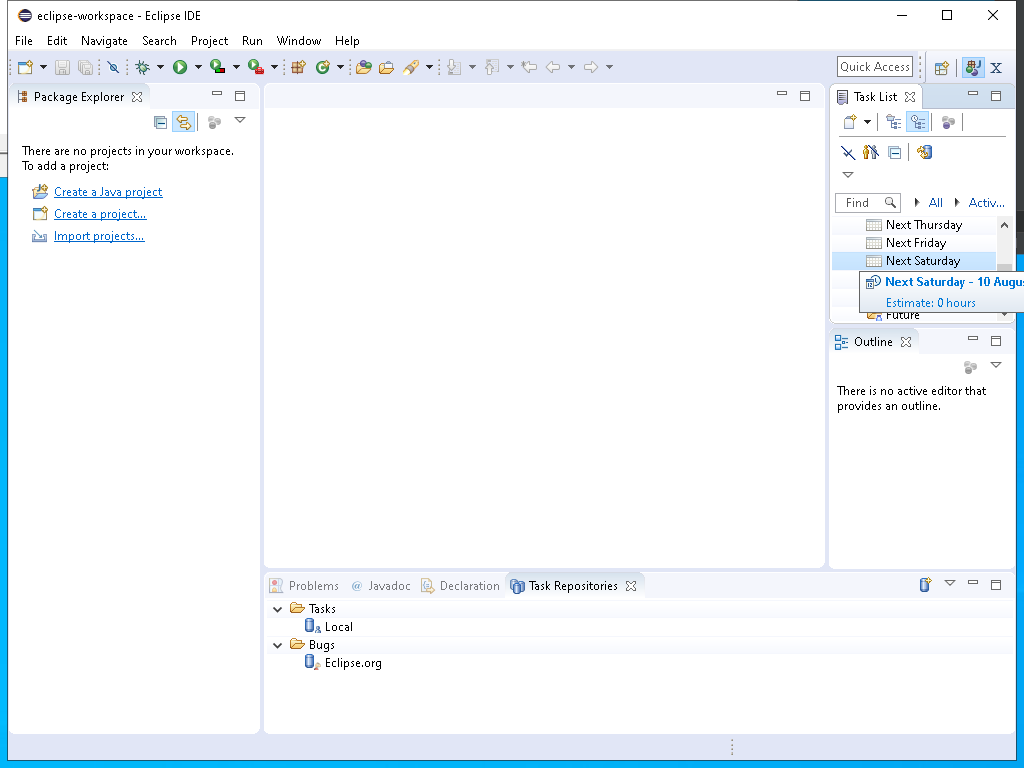 eclipse-workspace - Eclipse IDE
File Edit Navigate Search Project Run Window Help
Quick Access
Package Explorer
There are no projects in your workspace.
To add a project:
Create a Java project
Create a project...
Import projects...
Task List
Find All Activ...
Next Thursday
Next Friday
Next Saturday
Next Saturday - 10 Augu
Estimate: 0 hours
Future
Outline
There is no active editor that
provides an outline.
Problems @ Javadoc Declaration Task Repositories
Tasks
Local
Bugs
Eclipse.org